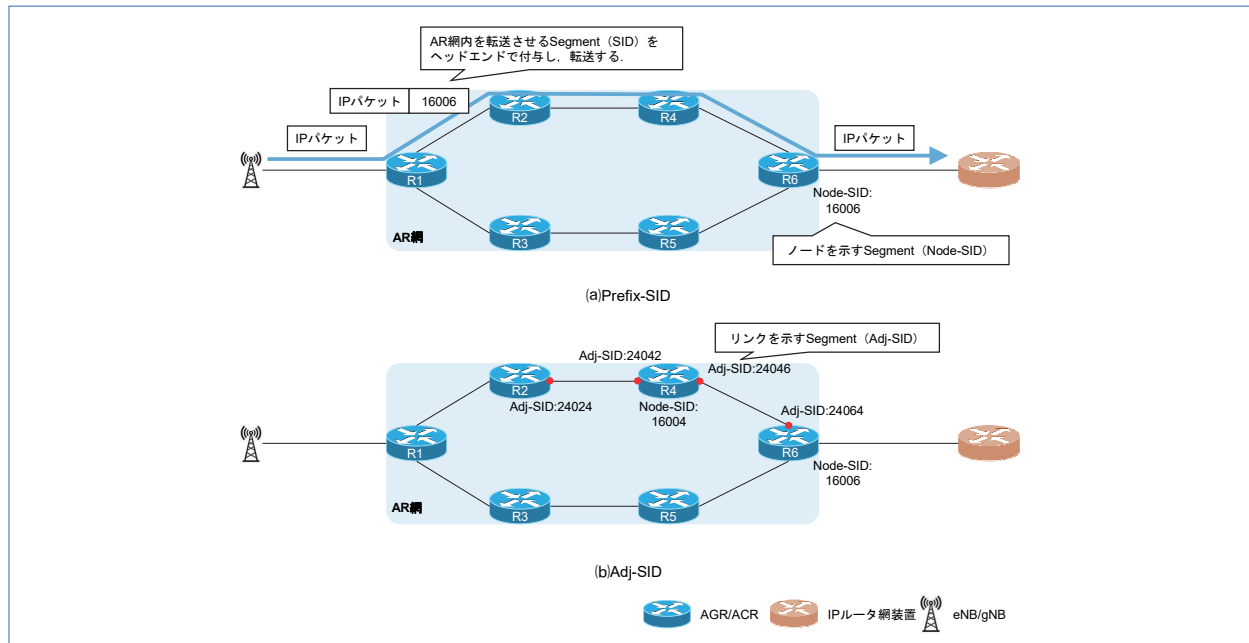 AR網内を転送させるSegment（SID）を
ヘッドエンドで付与し，転送する．
IPパケット 16006
IPパケット
IPパケット
R2
R4
R1
R6
R3
R5
Node-SID:
16006
AR網
ノードを示すSegment（Node-SID）
(a)Prefix-SID
リンクを示すSegment（Adj-SID）
Adj-SID:24042
Adj-SID:24046
R2
R4
Adj-SID:24024
Node-SID:
16004
Adj-SID:24064
R1
R6
Node-SID:
16006
R3
R5
AR網
(b)Adj-SID
AGR/ACR
IPルータ網装置
eNB/gNB